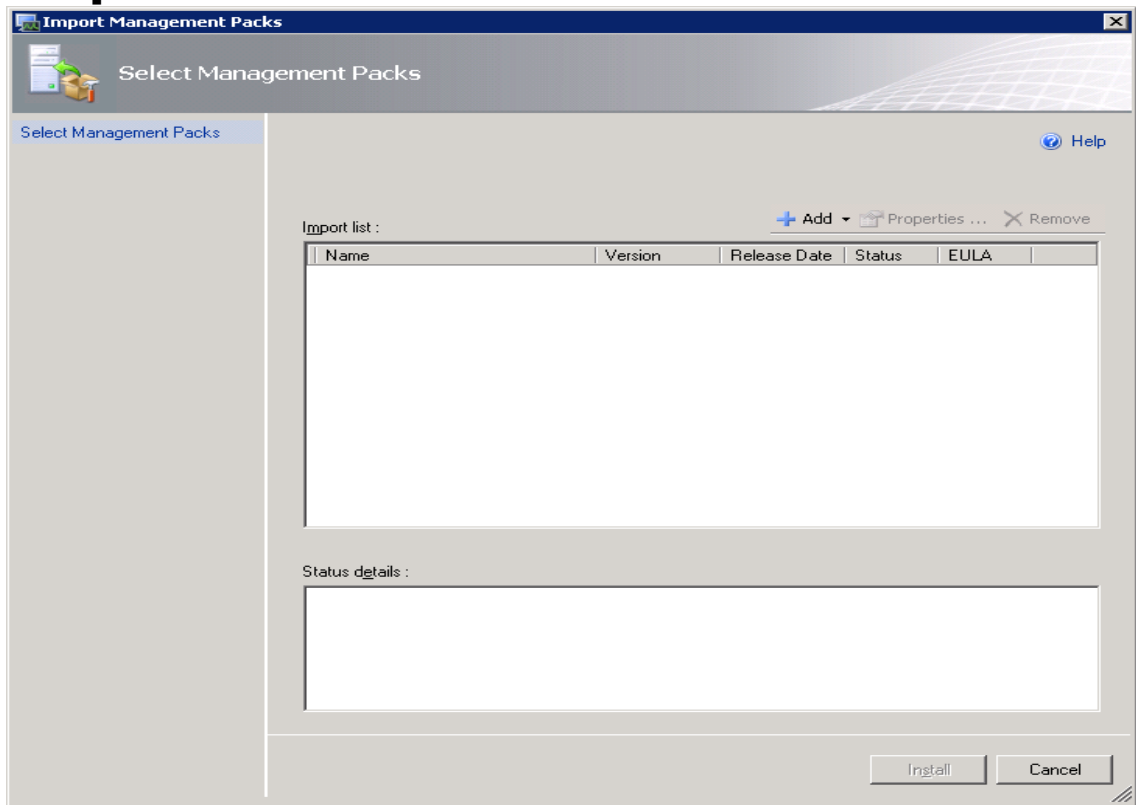 Import Management Packs
Select Management Packs
Select Management Packs
Help
Import list :
Add
Properties ...
Remove
Name
Version
Release Date
Status
EULA
Status details :
Install
Cancel